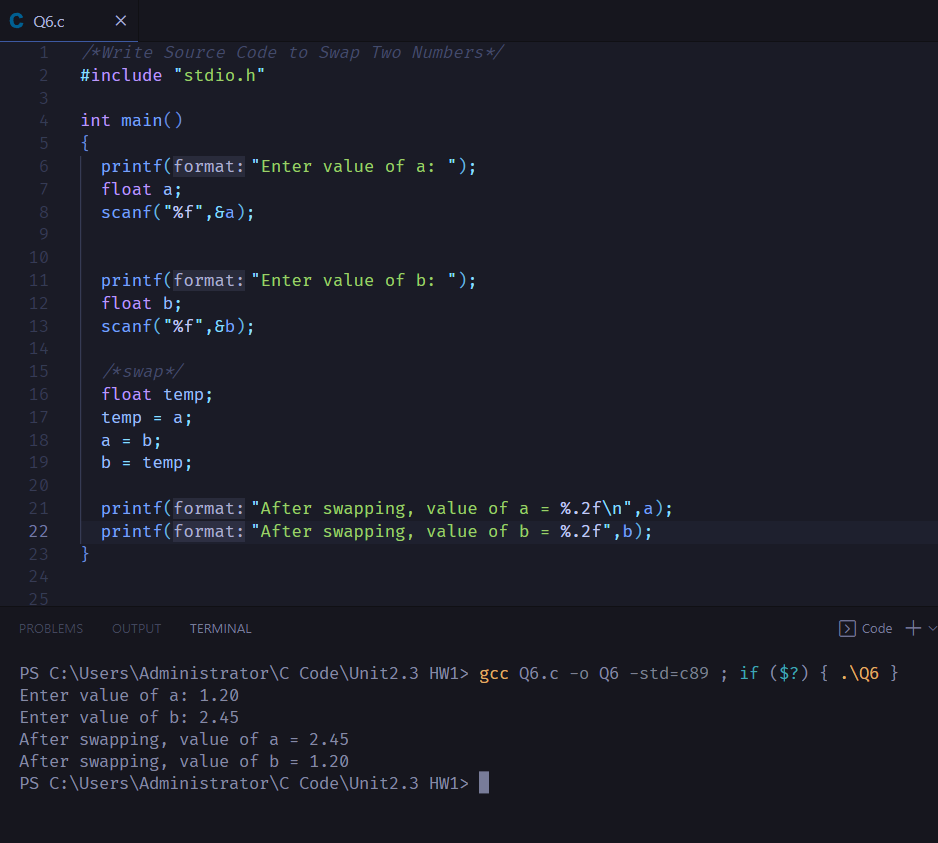 C Q6.c ×
1 /*Write Source Code to Swap Two Numbers*/
2 #include "stdio.h"
3
4 int main()
5 {
6 printf(format: "Enter value of a: ");
7 float a;
8 scanf("%f",&a);
9
10
11 printf(format: "Enter value of b: ");
12 float b;
13 scanf("%f",&b);
14
15 /*swap*/
16 float temp;
17 temp = a;
18 a = b;
19 b = temp;
20
21 printf(format: "After swapping, value of a = %.2f\n",a);
22 printf(format: "After swapping, value of b = %.2f",b);
23 }
24
25
PROBLEMS OUTPUT TERMINAL Code
PS C:\Users\Administrator\C Code\Unit2.3 HW1> gcc Q6.c -o Q6 -std=c89 ; if ($?) { .\Q6 }
Enter value of a: 1.20
Enter value of b: 2.45
After swapping, value of a = 2.45
After swapping, value of b = 1.20
PS C:\Users\Administrator\C Code\Unit2.3 HW1>